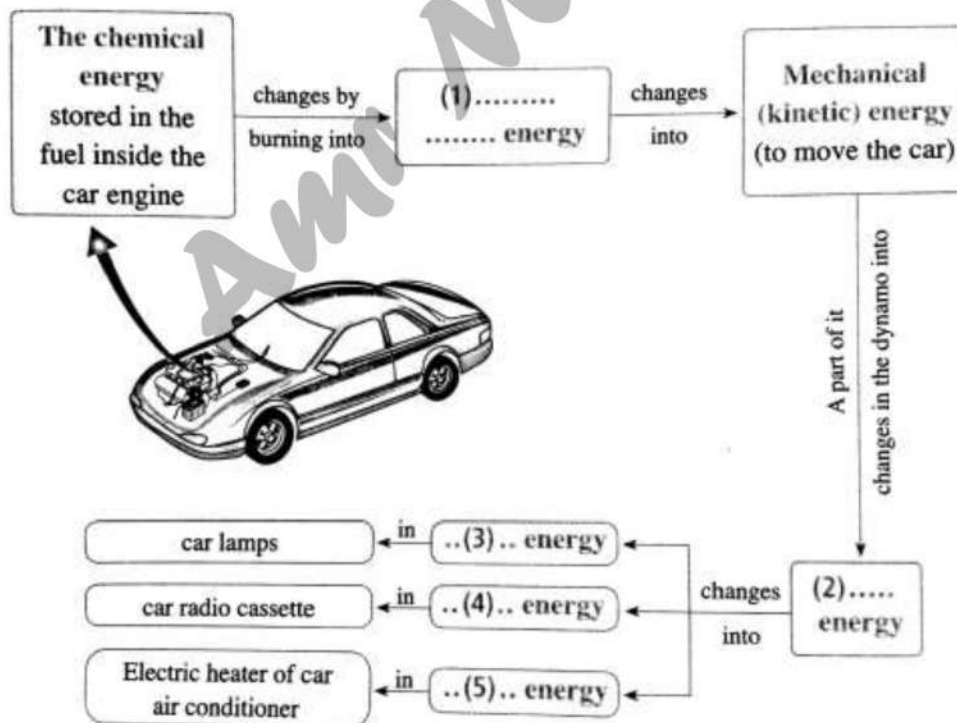 The chemical
energy
stored in the
fuel inside the
car engine
changes by
burning into
(1).........
........ energy
changes
into
Mechanical
(kinetic) energy
(to move the car)
A part of it
changes in the dynamo into
(2).....
energy
changes
into
..(3).. energy
in
car lamps
..(4).. energy
in
car radio cassette
..(5).. energy
in
Electric heater of car
air conditioner